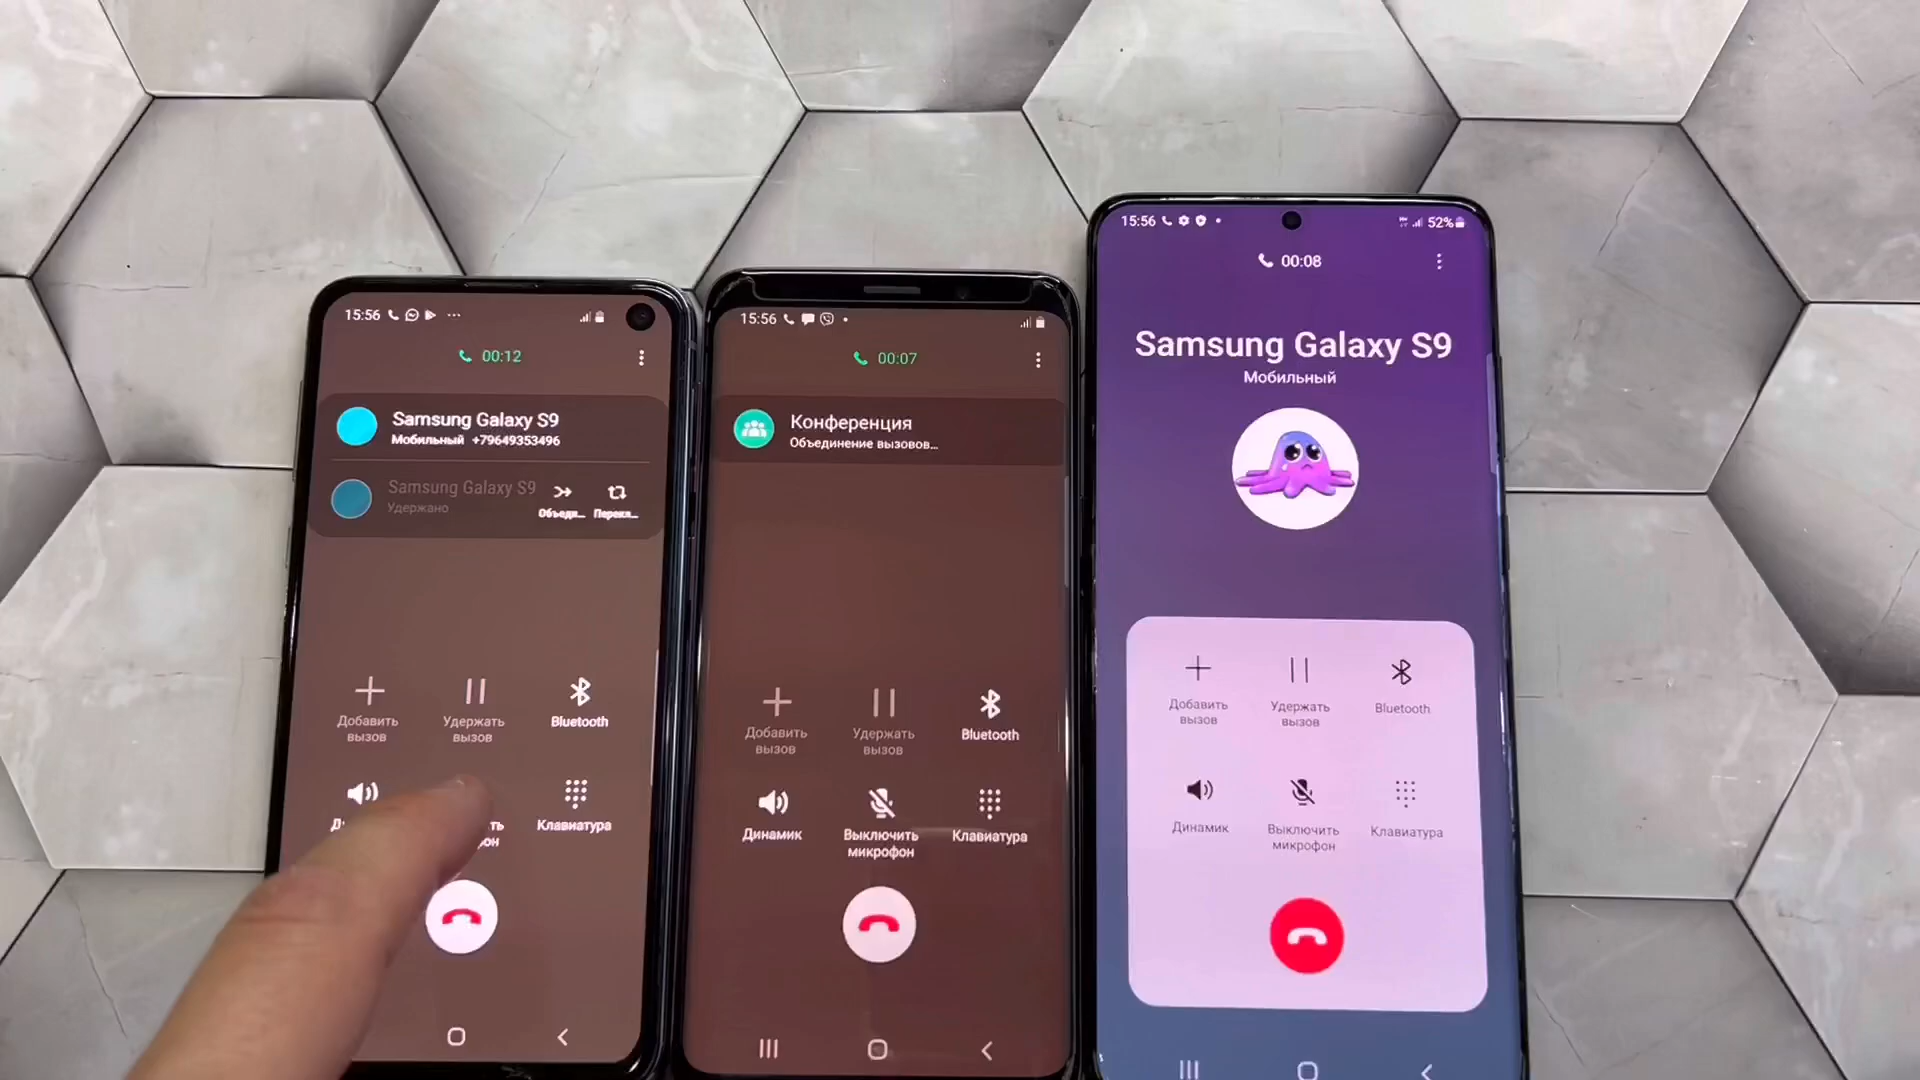 15:56
00:12
Samsung Galaxy S9
Мобильный +79649353496
Samsung Galaxy S9
Удержано
Объеди...
Перекл...
Добавить
вызов
Удержать
вызов
Bluetooth
Клавиатура
15:56
00:07
Конференция
Объединение вызовов...
Добавить
вызов
Удержать
вызов
Bluetooth
Динамик
Выключить
микрофон
Клавиатура
15:56
52%
00:08
Samsung Galaxy S9
Мобильный
Добавить
вызов
Удержать
вызов
Bluetooth
Динамик
Выключить
микрофон
Клавиатура